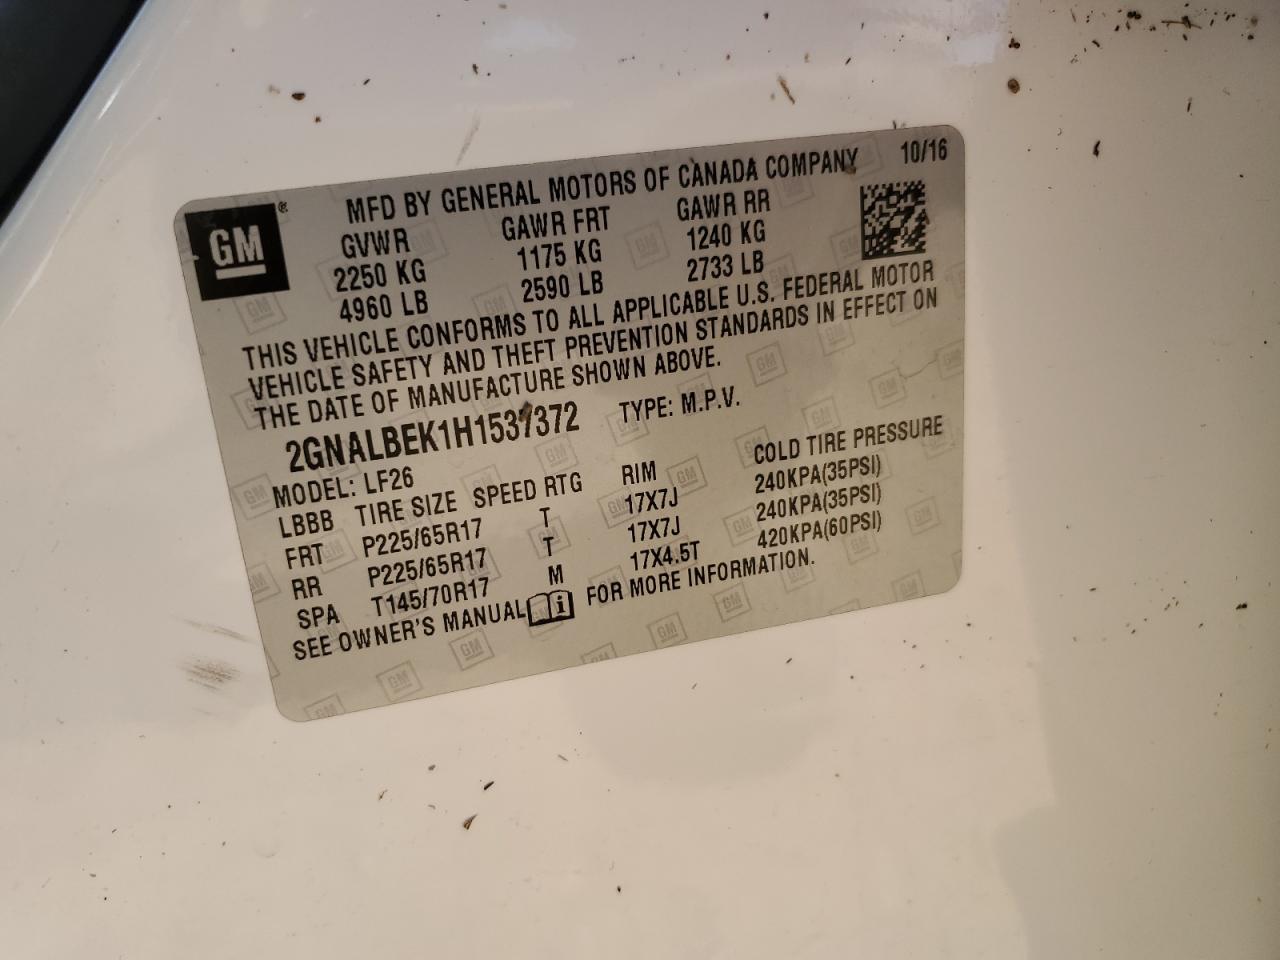 GM ®
MFD BY GENERAL MOTORS OF CANADA COMPANY 10/16
GVWR GAWR FRT GAWR RR
2250 KG 1175 KG 1240 KG
4960 LB 2590 LB 2733 LB
THIS VEHICLE CONFORMS TO ALL APPLICABLE U.S. FEDERAL MOTOR
VEHICLE SAFETY AND THEFT PREVENTION STANDARDS IN EFFECT ON
THE DATE OF MANUFACTURE SHOWN ABOVE.
2GNALBEK1H1537372 TYPE: M.P.V.
MODEL: LF26
LBBB TIRE SIZE SPEED RTG RIM COLD TIRE PRESSURE
FRT P225/65R17 T 17X7J 240KPA(35PSI)
RR P225/65R17 T 17X7J 240KPA(35PSI)
SPA T145/70R17 M 17X4.5T 420KPA(60PSI)
SEE OWNER'S MANUAL i FOR MORE INFORMATION.